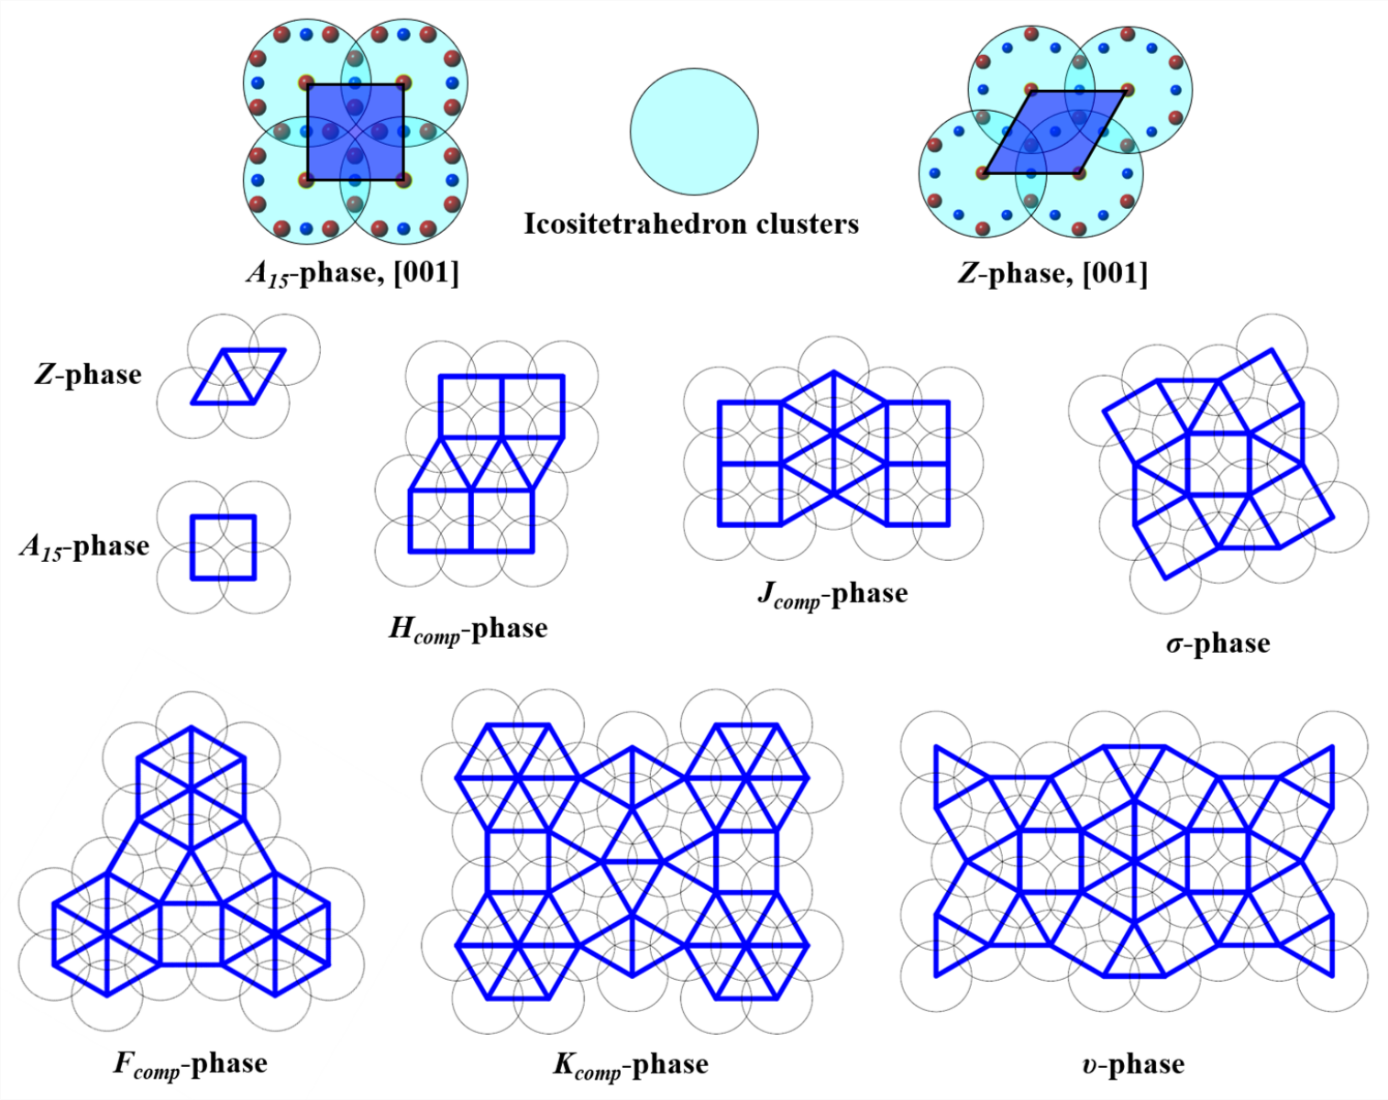 Icositetrahedron clusters
A15-phase, [001]
Z-phase, [001]
Z-phase
A15-phase
Hcomp-phase
Jcomp-phase
σ-phase
Fcomp-phase
Kcomp-phase
υ-phase